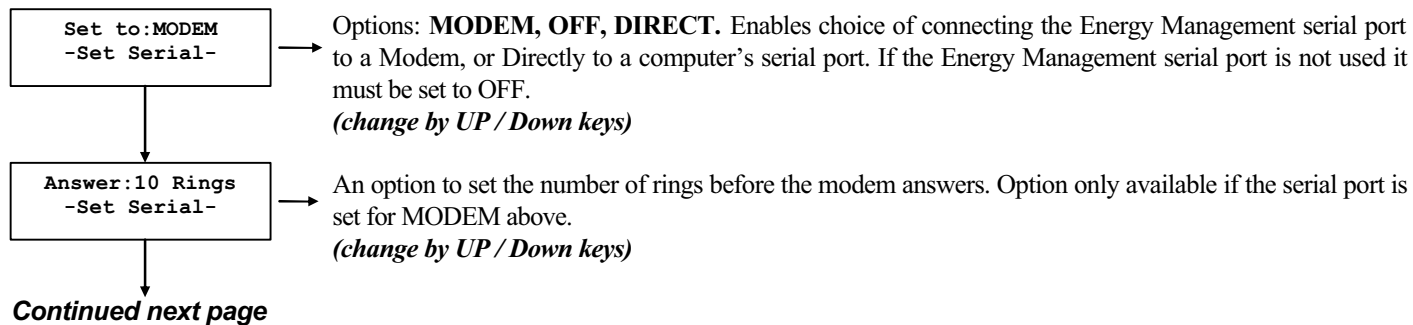 Set to:MODEM
-Set Serial-
Options: MODEM, OFF, DIRECT. Enables choice of connecting the Energy Management serial port
to a Modem, or Directly to a computer's serial port. If the Energy Management serial port is not used it
must be set to OFF.
(change by UP / Down keys)
Answer:10 Rings
-Set Serial-
An option to set the number of rings before the modem answers. Option only available if the serial port is
set for MODEM above.
(change by UP / Down keys)
Continued next page